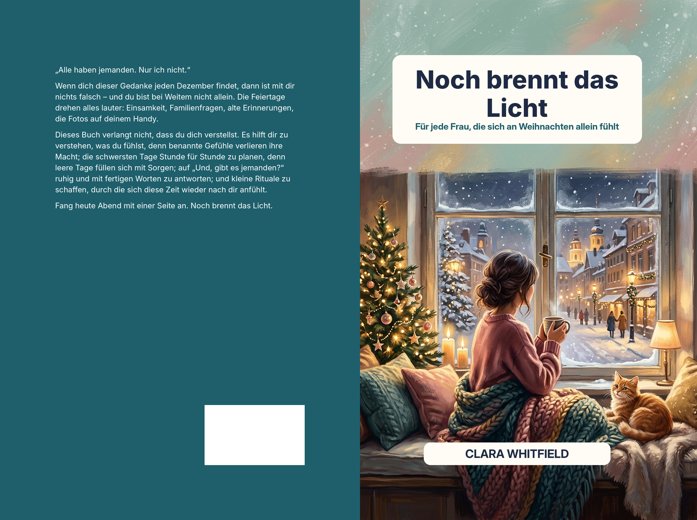 „Alle haben jemanden. Nur ich nicht.“
Wenn dich dieser Gedanke jeden Dezember findet, dann ist mit dir
nichts falsch – und du bist bei Weitem nicht allein. Die Feiertage
drehen alles lauter: Einsamkeit, Familienfragen, alte Erinnerungen,
die Fotos auf deinem Handy.
Dieses Buch verlangt nicht, dass du dich verstellst. Es hilft dir zu
verstehen, was du fühlst, denn benannte Gefühle verlieren ihre
Macht; die schwersten Tage Stunde für Stunde zu planen, denn
leere Tage füllen sich mit Sorgen; auf „Und, gibt es jemanden?“
ruhig und mit fertigen Worten zu antworten; und kleine Rituale zu
schaffen, durch die sich diese Zeit wieder nach dir anfühlt.
Fang heute Abend mit einer Seite an. Noch brennt das Licht.
Noch brennt das
Licht
Für jede Frau, die sich an Weihnachten allein fühlt
CLARA WHITFIELD